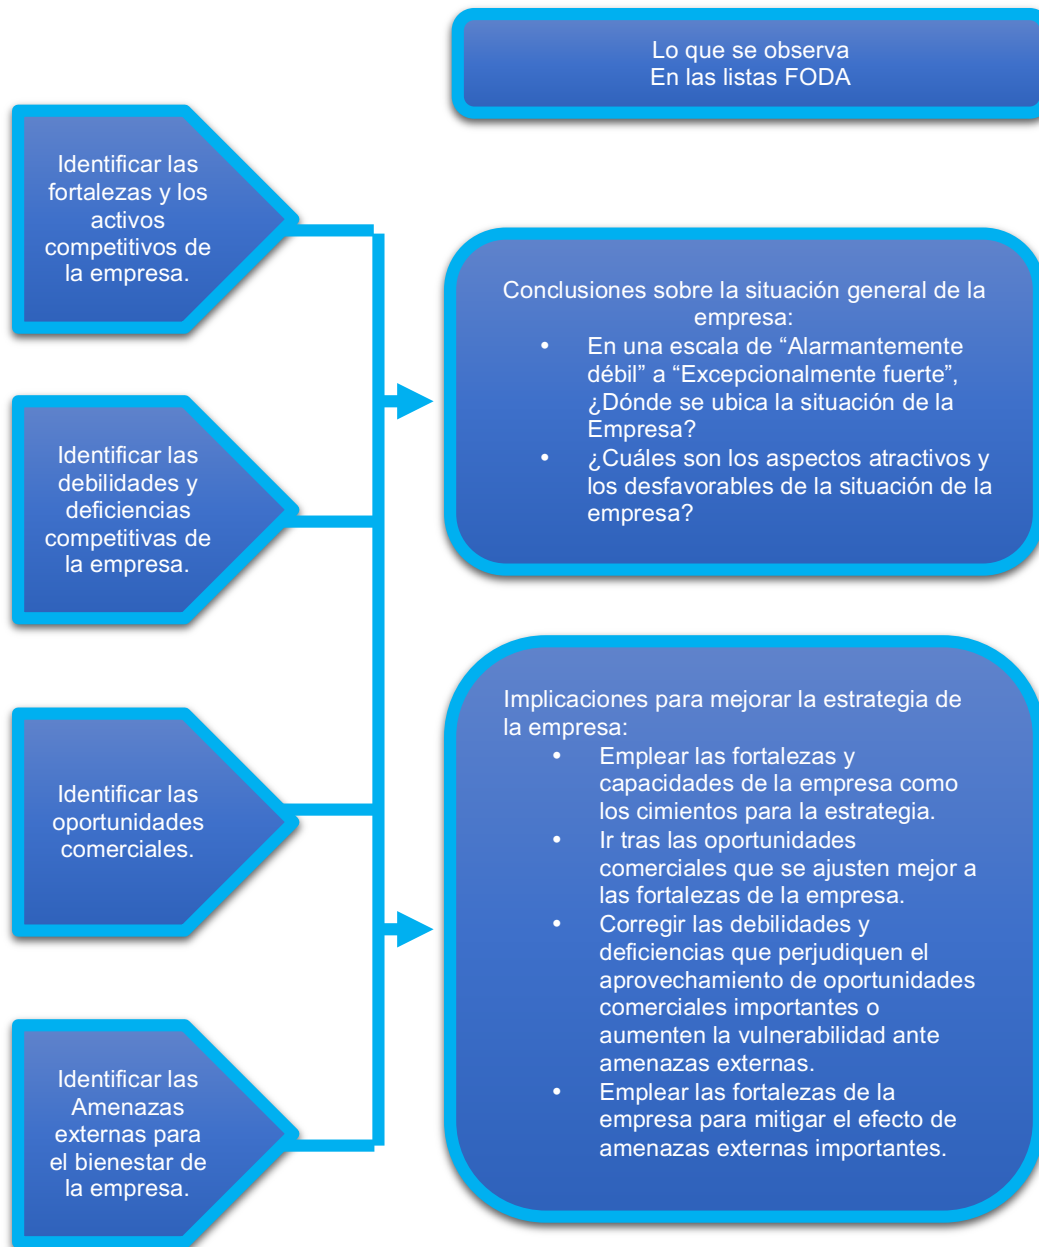 Lo que se observa
En las listas FODA
Identificar las
fortalezas y los
activos
competitivos de
la empresa.
Identificar las
debilidades y
deficiencias
competitivas de
la empresa.
Identificar las
oportunidades
comerciales.
Identificar las
Amenazas
externas para
el bienestar de
la empresa.
Conclusiones sobre la situación general de la
empresa:
• En una escala de “Alarmantemente
débil” a “Excepcionalmente fuerte”,
¿Dónde se ubica la situación de la
Empresa?
• ¿Cuáles son los aspectos atractivos y
los desfavorables de la situación de la
empresa?
Implicaciones para mejorar la estrategia de
la empresa:
• Emplear las fortalezas y
capacidades de la empresa como
los cimientos para la estrategia.
• Ir tras las oportunidades
comerciales que se ajusten mejor a
las fortalezas de la empresa.
• Corregir las debilidades y
deficiencias que perjudiquen el
aprovechamiento de oportunidades
comerciales importantes o
aumenten la vulnerabilidad ante
amenazas externas.
• Emplear las fortalezas de la
empresa para mitigar el efecto de
amenazas externas importantes.